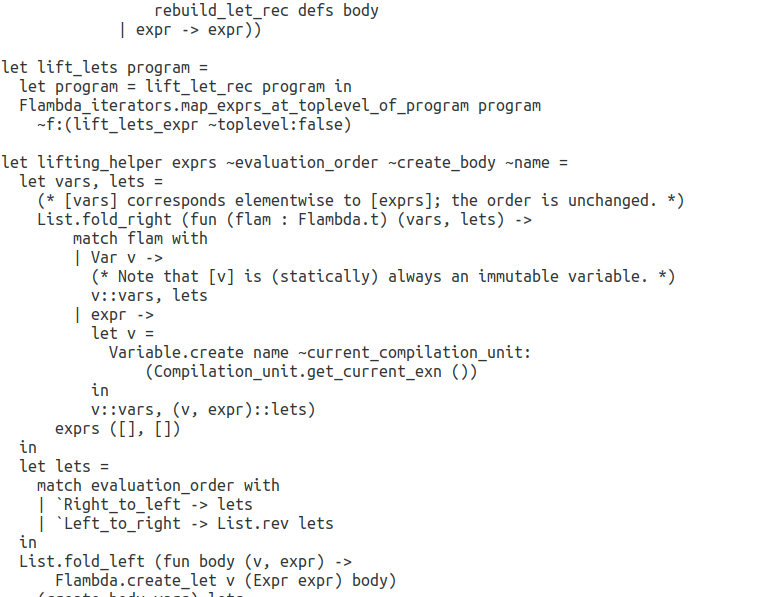 rebuild_let_rec defs body
             | expr -> expr))

let lift_lets program =
  let program = lift_let_rec program in
  Flambda_iterators.map_exprs_at_toplevel_of_program program
    ~f:(lift_lets_expr ~toplevel:false)

let lifting_helper exprs ~evaluation_order ~create_body ~name =
  let vars, lets =
    (* [vars] corresponds elementwise to [exprs]; the order is unchanged. *)
    List.fold_right (fun (flam : Flambda.t) (vars, lets) ->
        match flam with
        | Var v ->
          (* Note that [v] is (statically) always an immutable variable. *)
          v::vars, lets
        | expr ->
          let v =
            Variable.create name ~current_compilation_unit:
                (Compilation_unit.get_current_exn ())
          in
          v::vars, (v, expr)::lets)
      exprs ([], [])
  in
  let lets =
    match evaluation_order with
    | `Right_to_left -> lets
    | `Left_to_right -> List.rev lets
  in
  List.fold_left (fun body (v, expr) ->
      Flambda.create_let v (Expr expr) body)
    (create_body vars) lets